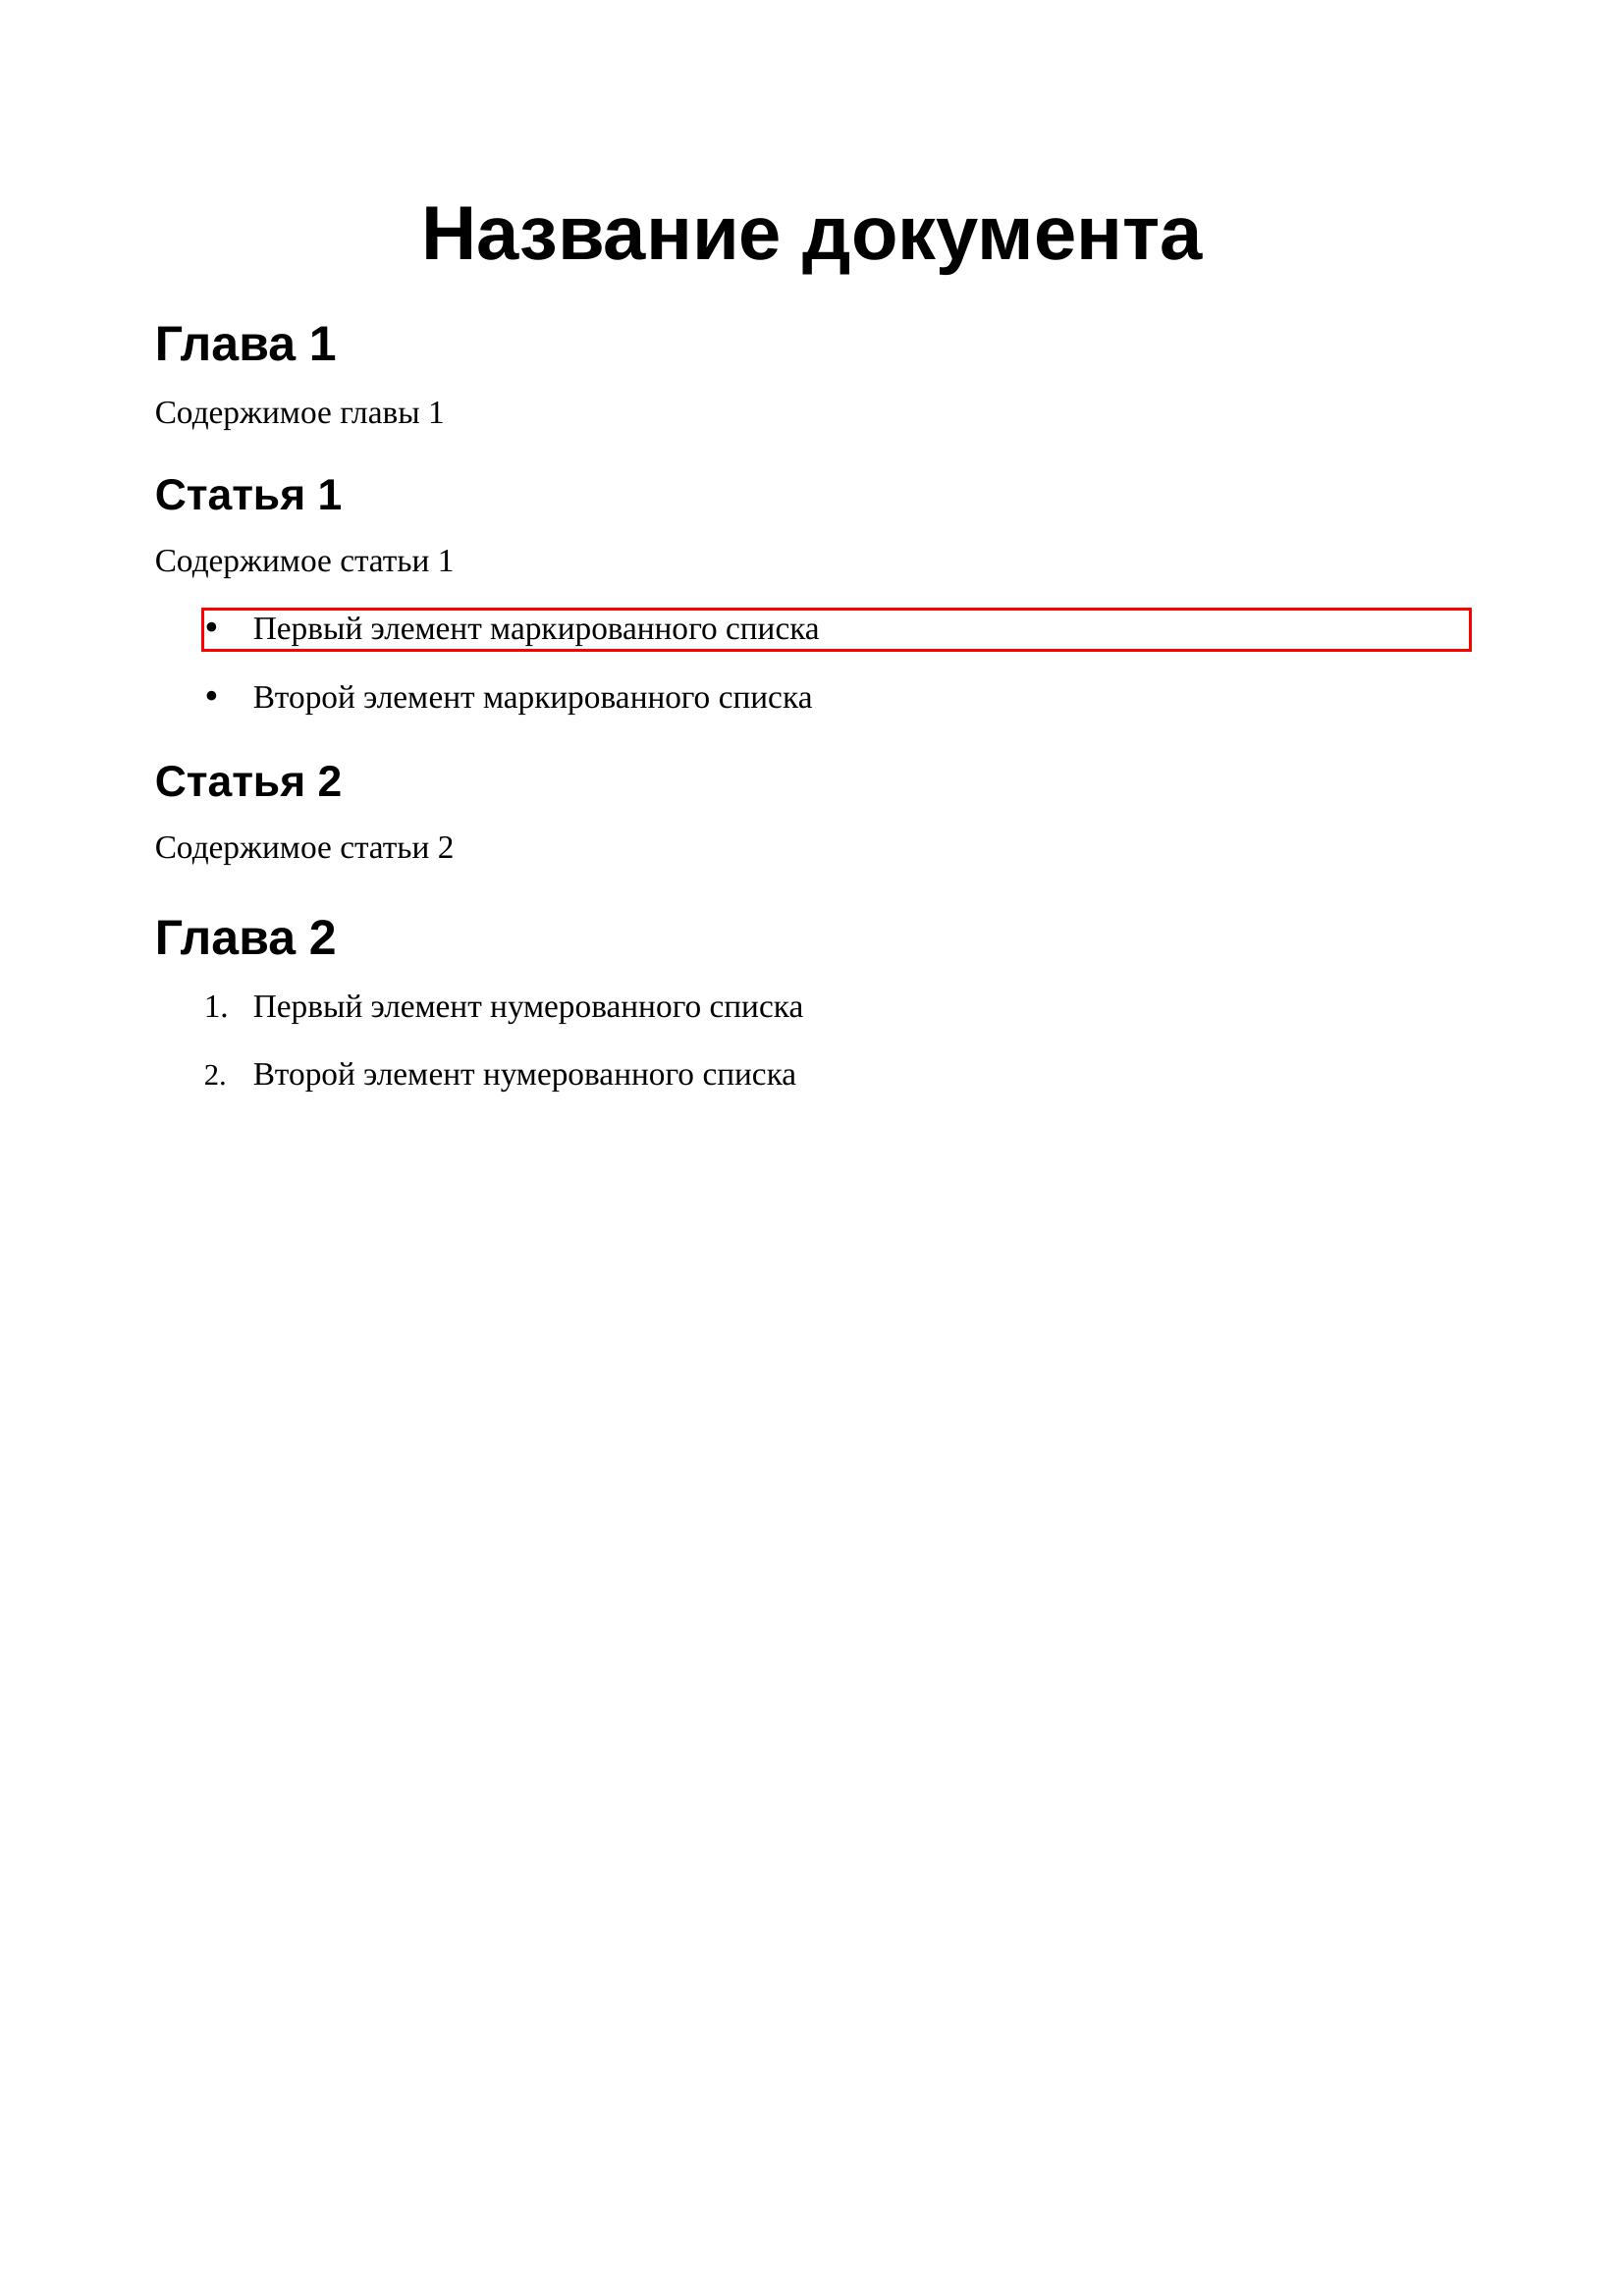 Название документа
Глава 1
Содержимое главы 1
Статья 1
Содержимое статьи 1
• Первый элемент маркированного списка
• Второй элемент маркированного списка
Статья 2
Содержимое статьи 2
Глава 2
1. Первый элемент нумерованного списка
2. Второй элемент нумерованного списка